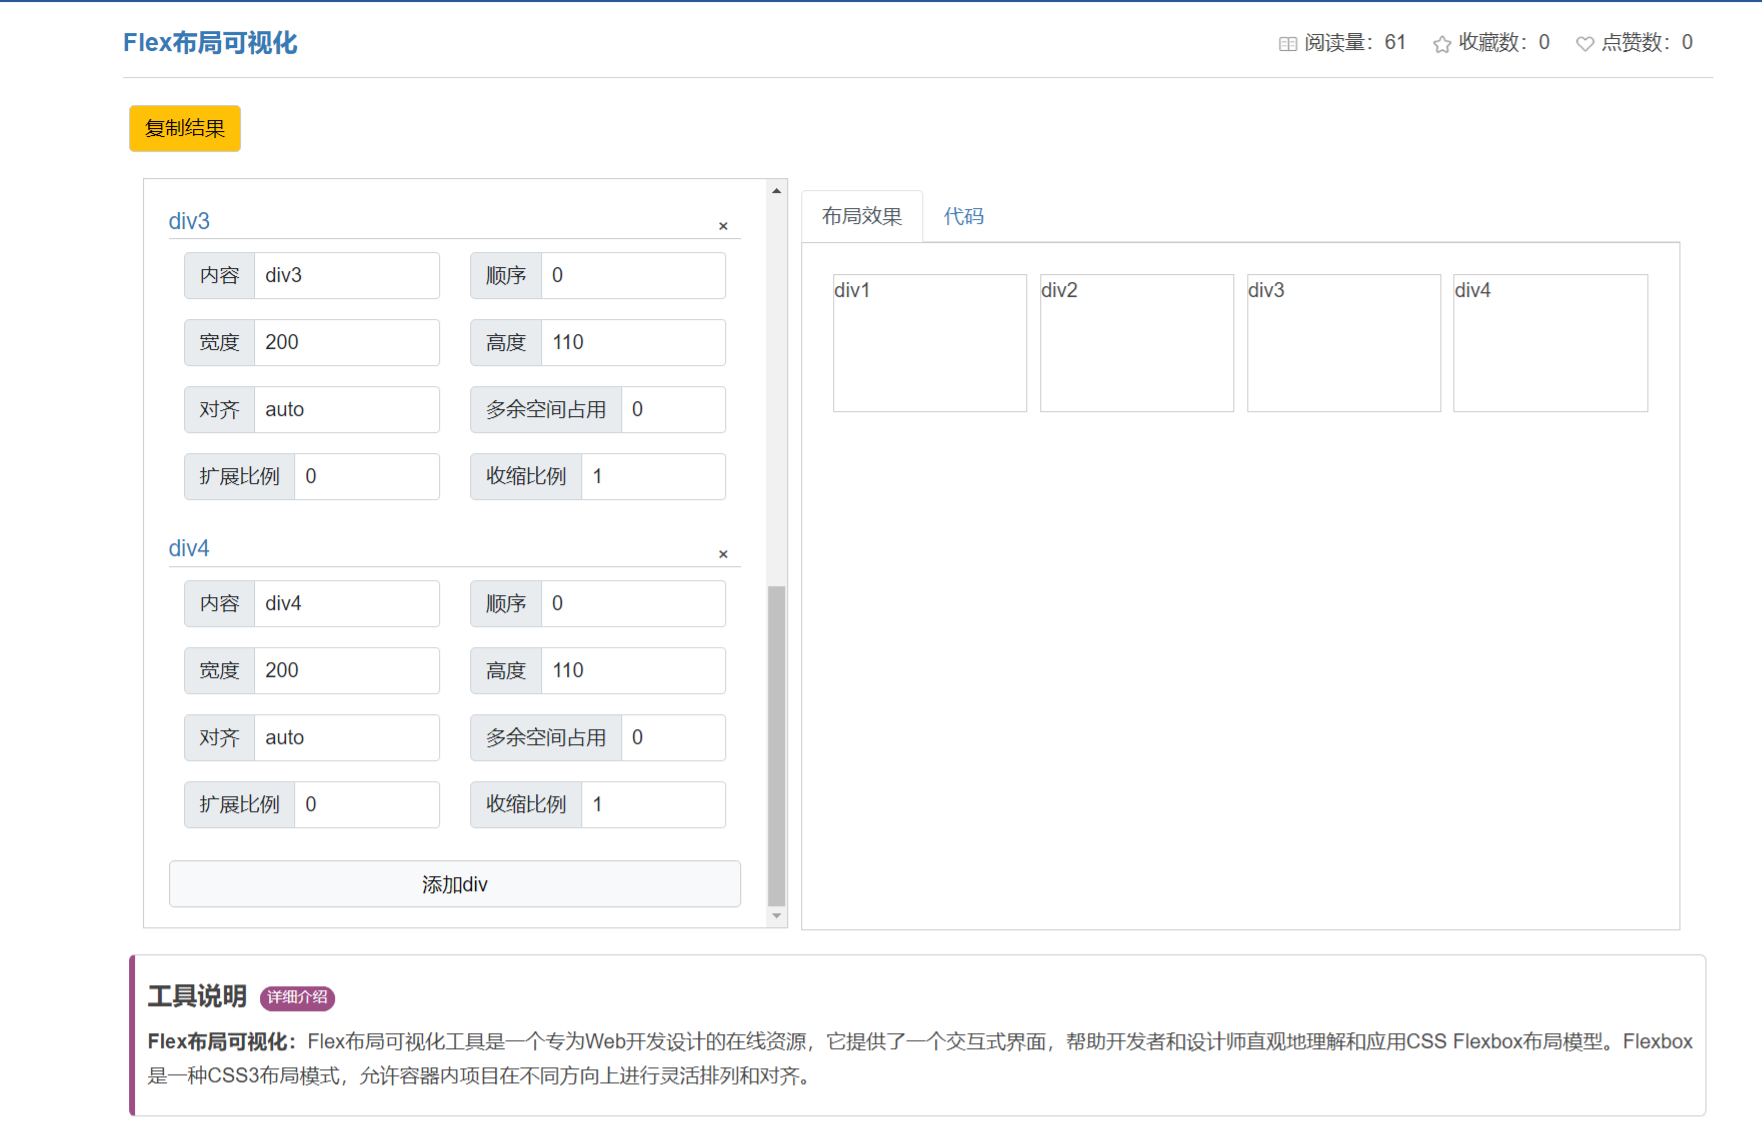 Flex布局可视化
阅读量：61 收藏数：0 点赞数：0
复制结果
div3 ×
内容 div3 顺序 0
宽度 200 高度 110
对齐 auto 多余空间占用 0
扩展比例 0 收缩比例 1
div4 ×
内容 div4 顺序 0
宽度 200 高度 110
对齐 auto 多余空间占用 0
扩展比例 0 收缩比例 1
添加div
布局效果 代码
div1 div2 div3 div4
工具说明 详细介绍
Flex布局可视化：Flex布局可视化工具是一个专为Web开发设计的在线资源，它提供了一个交互式界面，帮助开发者和设计师直观地理解和应用CSS Flexbox布局模型。Flexbox
是一种CSS3布局模式，允许容器内项目在不同方向上进行灵活排列和对齐。